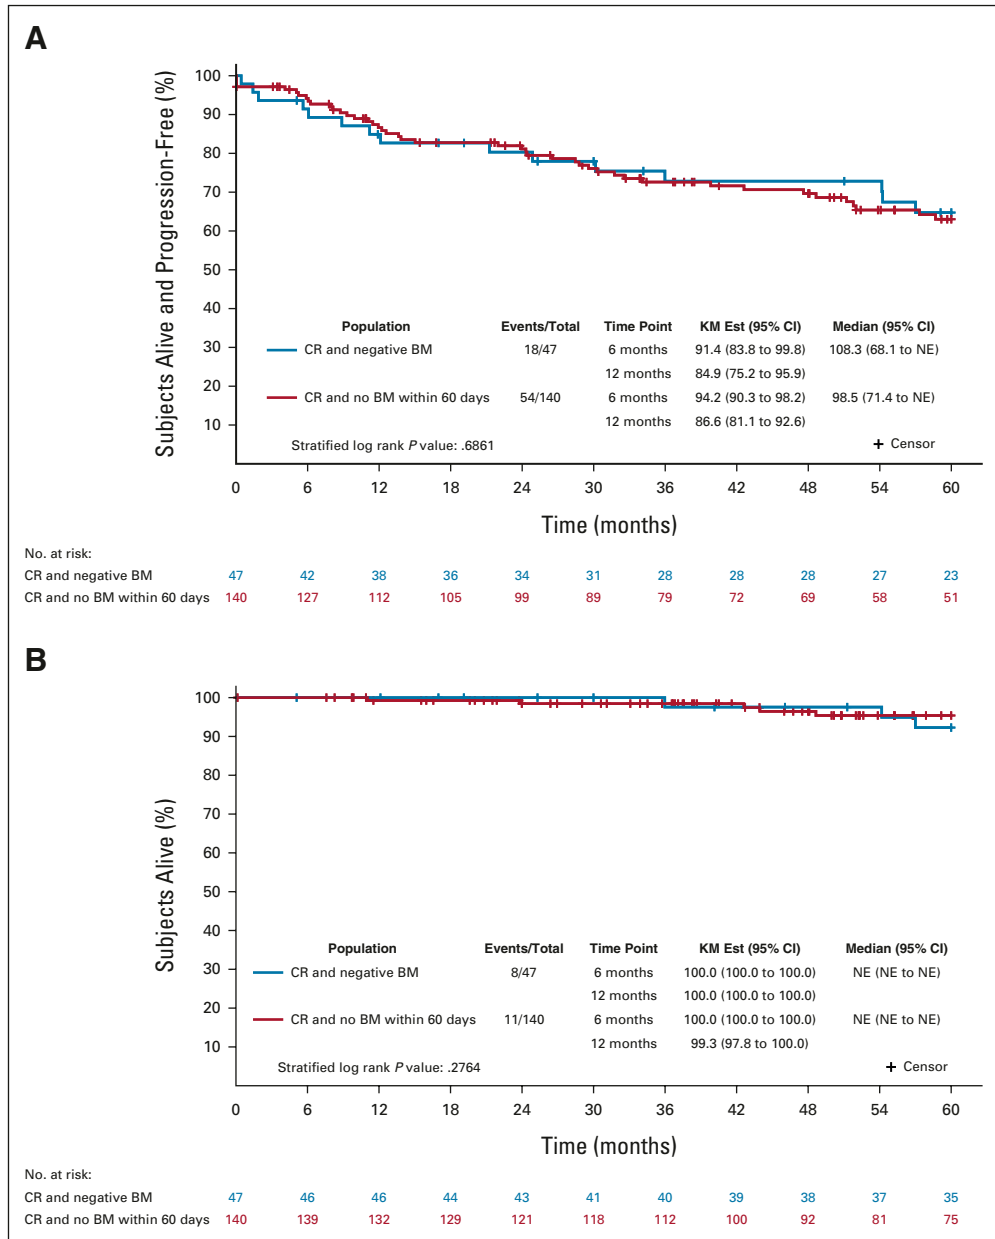 A
Subjects Alive and Progression-Free (%)
100
90
80
70
60
50
40
30
20
10
Population Events/Total Time Point KM Est (95% CI) Median (95% CI)
CR and negative BM 18/47 6 months 91.4 (83.8 to 99.8) 108.3 (68.1 to NE)
12 months 84.9 (75.2 to 95.9)
CR and no BM within 60 days 54/140 6 months 94.2 (90.3 to 98.2) 98.5 (71.4 to NE)
12 months 86.6 (81.1 to 92.6)
Stratified log rank P value: .6861 + Censor
0 6 12 18 24 30 36 42 48 54 60
Time (months)
No. at risk:
CR and negative BM 47 42 38 36 34 31 28 28 28 27 23
CR and no BM within 60 days 140 127 112 105 99 89 79 72 69 58 51
B
Subjects Alive (%)
100
90
80
70
60
50
40
30
20
10
Population Events/Total Time Point KM Est (95% CI) Median (95% CI)
CR and negative BM 8/47 6 months 100.0 (100.0 to 100.0) NE (NE to NE)
12 months 100.0 (100.0 to 100.0)
CR and no BM within 60 days 11/140 6 months 100.0 (100.0 to 100.0) NE (NE to NE)
12 months 99.3 (97.8 to 100.0)
Stratified log rank P value: .2764 + Censor
0 6 12 18 24 30 36 42 48 54 60
Time (months)
No. at risk:
CR and negative BM 47 46 46 44 43 41 40 39 38 37 35
CR and no BM within 60 days 140 139 132 129 121 118 112 100 92 81 75